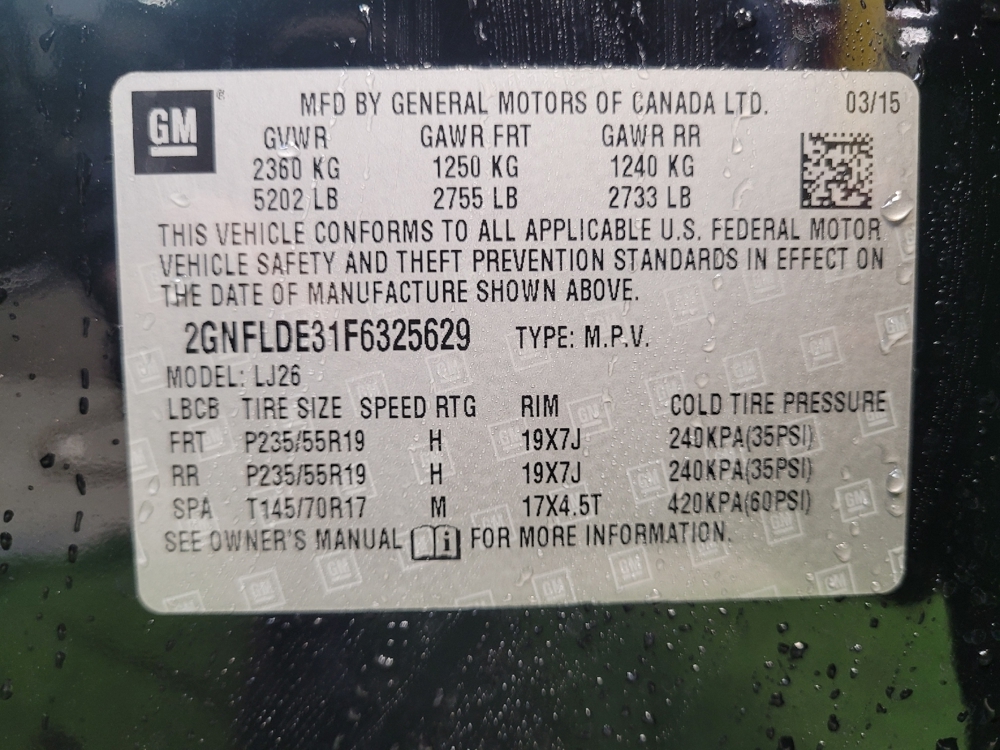 GM ® MFD BY GENERAL MOTORS OF CANADA LTD. 03/15
GVWR GAWR FRT GAWR RR
2360 KG 1250 KG 1240 KG
5202 LB 2755 LB 2733 LB
THIS VEHICLE CONFORMS TO ALL APPLICABLE U.S. FEDERAL MOTOR
VEHICLE SAFETY AND THEFT PREVENTION STANDARDS IN EFFECT ON
THE DATE OF MANUFACTURE SHOWN ABOVE.
2GNFLDE31F6325629 TYPE: M.P.V.
MODEL: LJ26
LBCB TIRE SIZE SPEED RTG RIM COLD TIRE PRESSURE
FRT P235/55R19 H 19X7J 240KPA(35PSI)
RR P235/55R19 H 19X7J 240KPA(35PSI)
SPA T145/70R17 M 17X4.5T 420KPA(60PSI)
SEE OWNER'S MANUAL i FOR MORE INFORMATION.